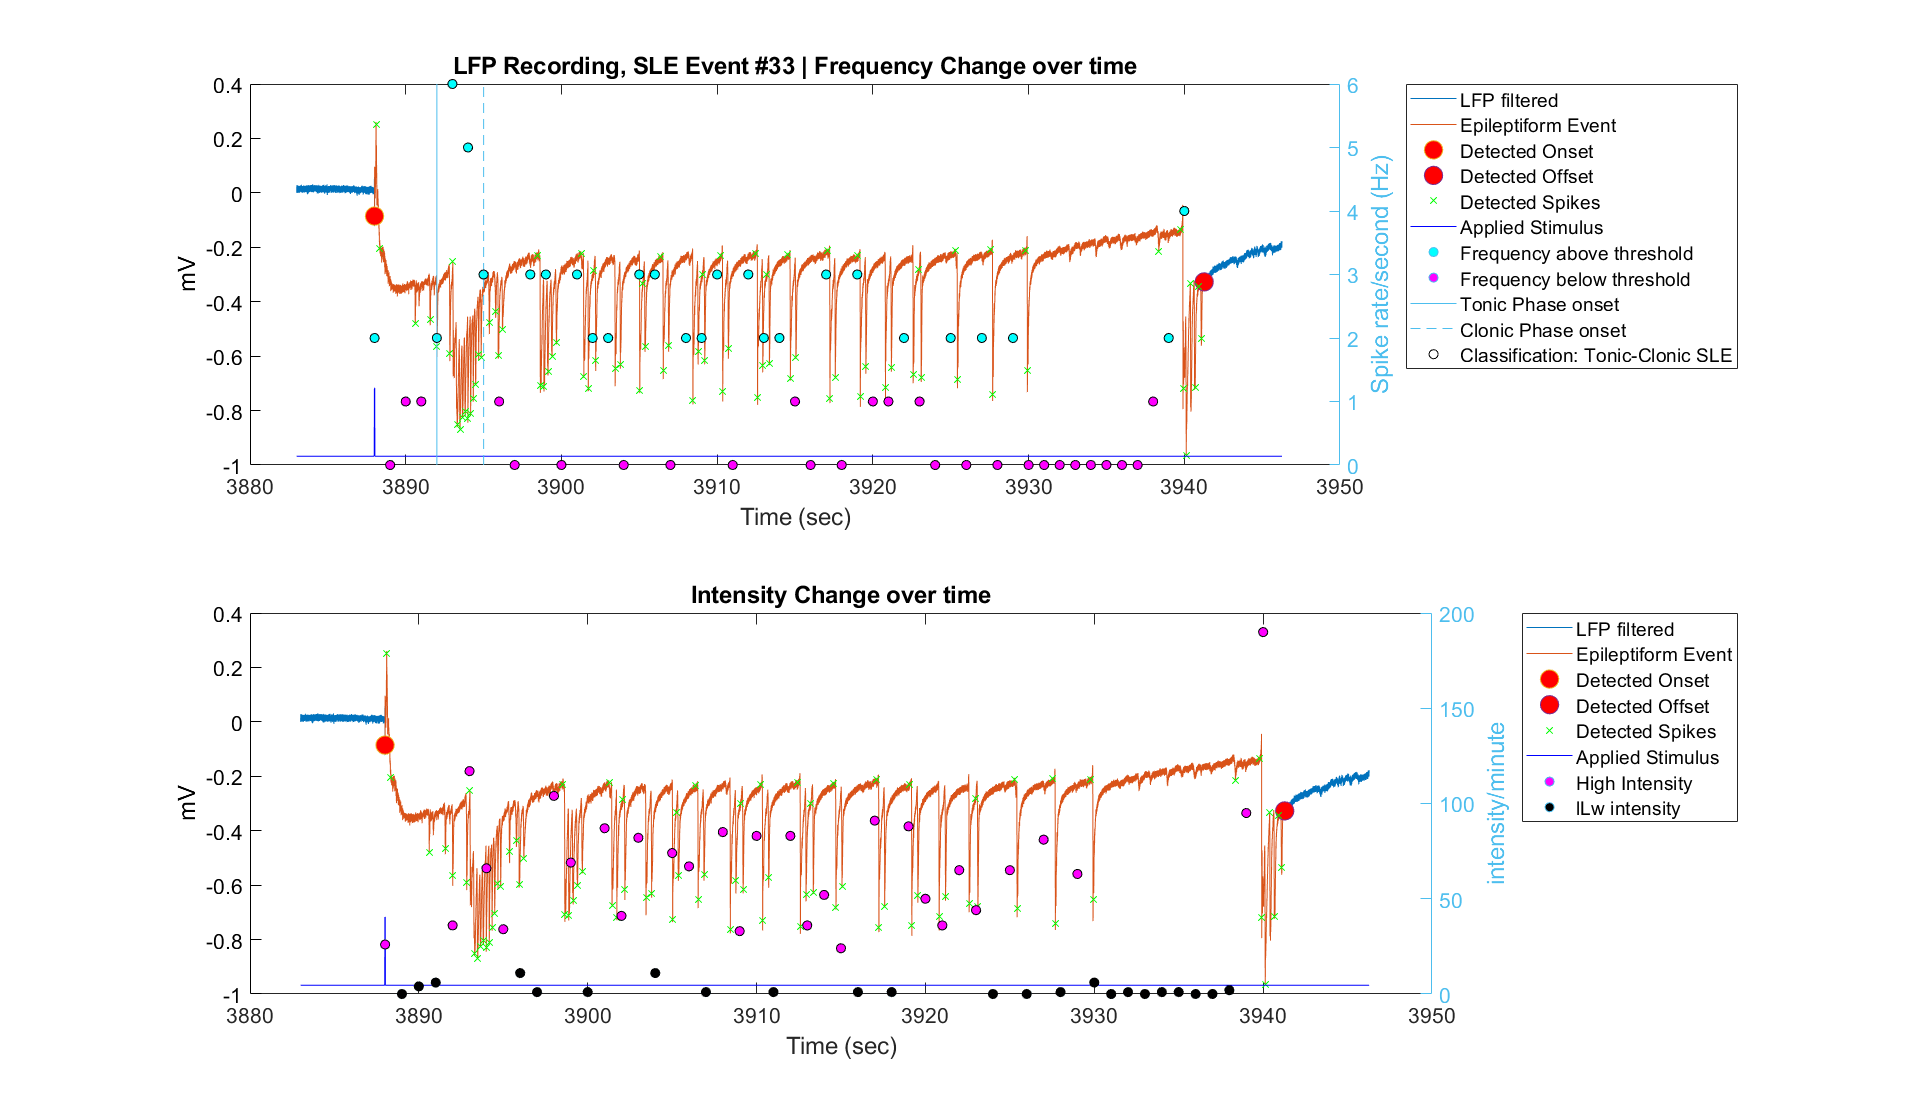 LFP Recording, SLE Event #33 | Frequency Change over time
0.4
0.2
0
-0.2
-0.4
-0.6
-0.8
-1
mV
6
5
4
3
2
1
0
Spike rate/second (Hz)
3880
3890
3900
3910
3920
3930
3940
3950
Time (sec)
LFP filtered
Epileptiform Event
Detected Onset
Detected Offset
Detected Spikes
Applied Stimulus
Frequency above threshold
Frequency below threshold
Tonic Phase onset
Clonic Phase onset
Classification: Tonic-Clonic SLE
Intensity Change over time
0.4
0.2
0
-0.2
-0.4
-0.6
-0.8
-1
mV
200
150
100
50
0
intensity/minute
3880
3890
3900
3910
3920
3930
3940
3950
Time (sec)
LFP filtered
Epileptiform Event
Detected Onset
Detected Offset
Detected Spikes
Applied Stimulus
High Intensity
lLw intensity